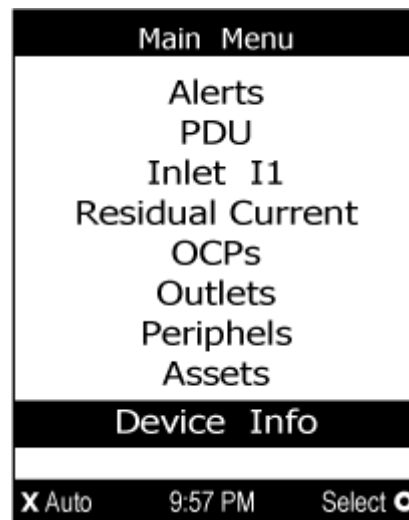 Main Menu
Alerts
PDU
Inlet I1
Residual Current
OCPs
Outlets
Periphels
Assets
Device Info
X Auto 9:57 PM Select O